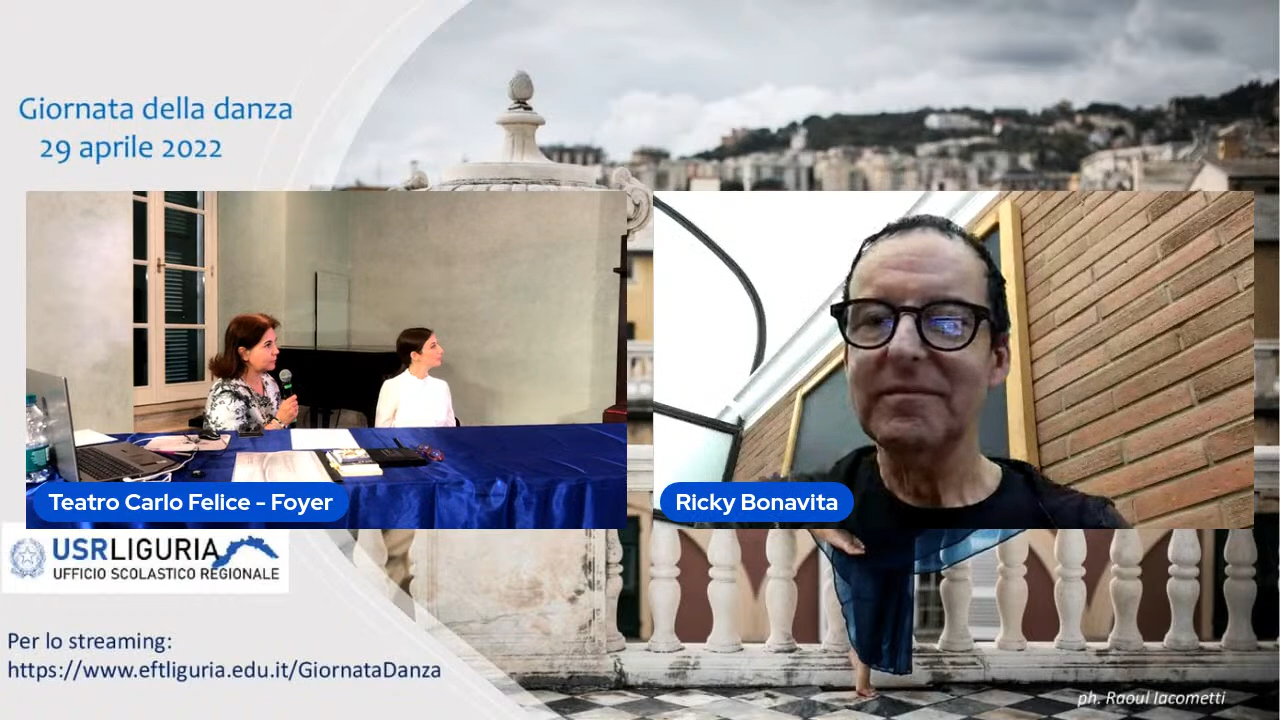 Giornata della danza
29 aprile 2022
Teatro Carlo Felice - Foyer
Ricky Bonavita
USRLIGURIA
UFFICIO SCOLASTICO REGIONALE
Per lo streaming:
https://www.eftliguria.edu.it/GiornataDanza
ph. Raoul Iacometti